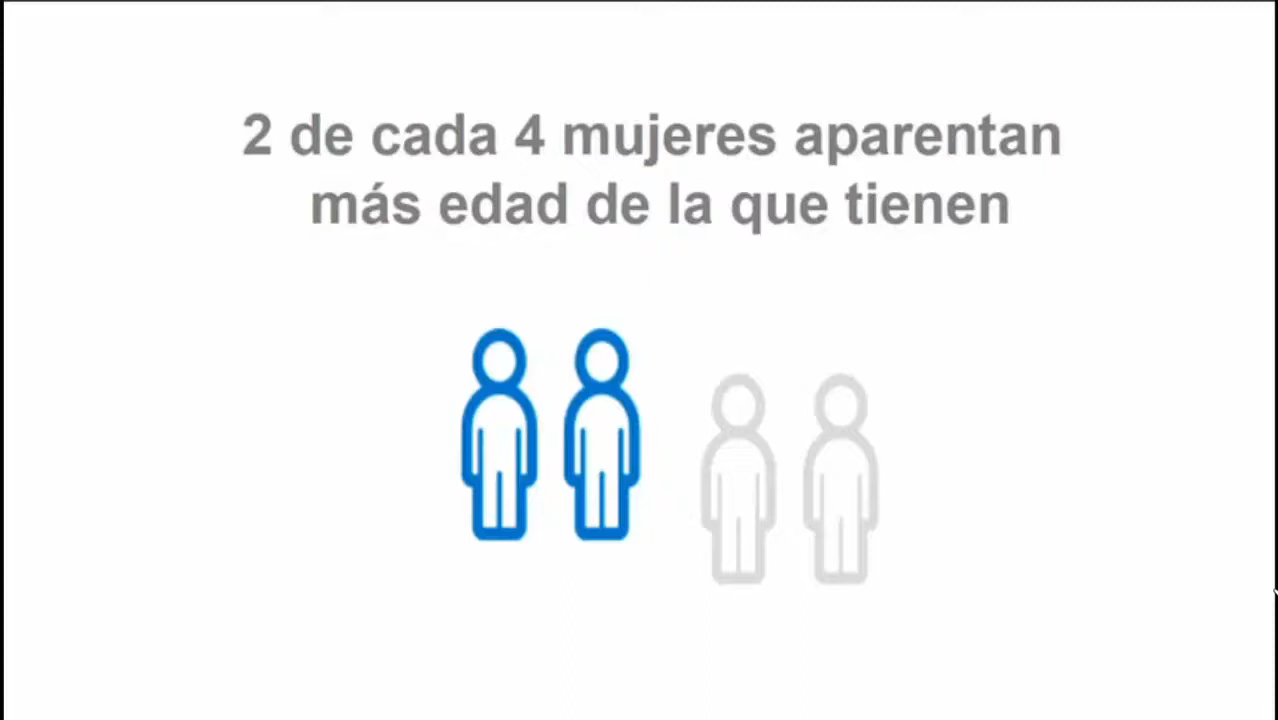 2 de cada 4 mujeres aparentan
más edad de la que tienen